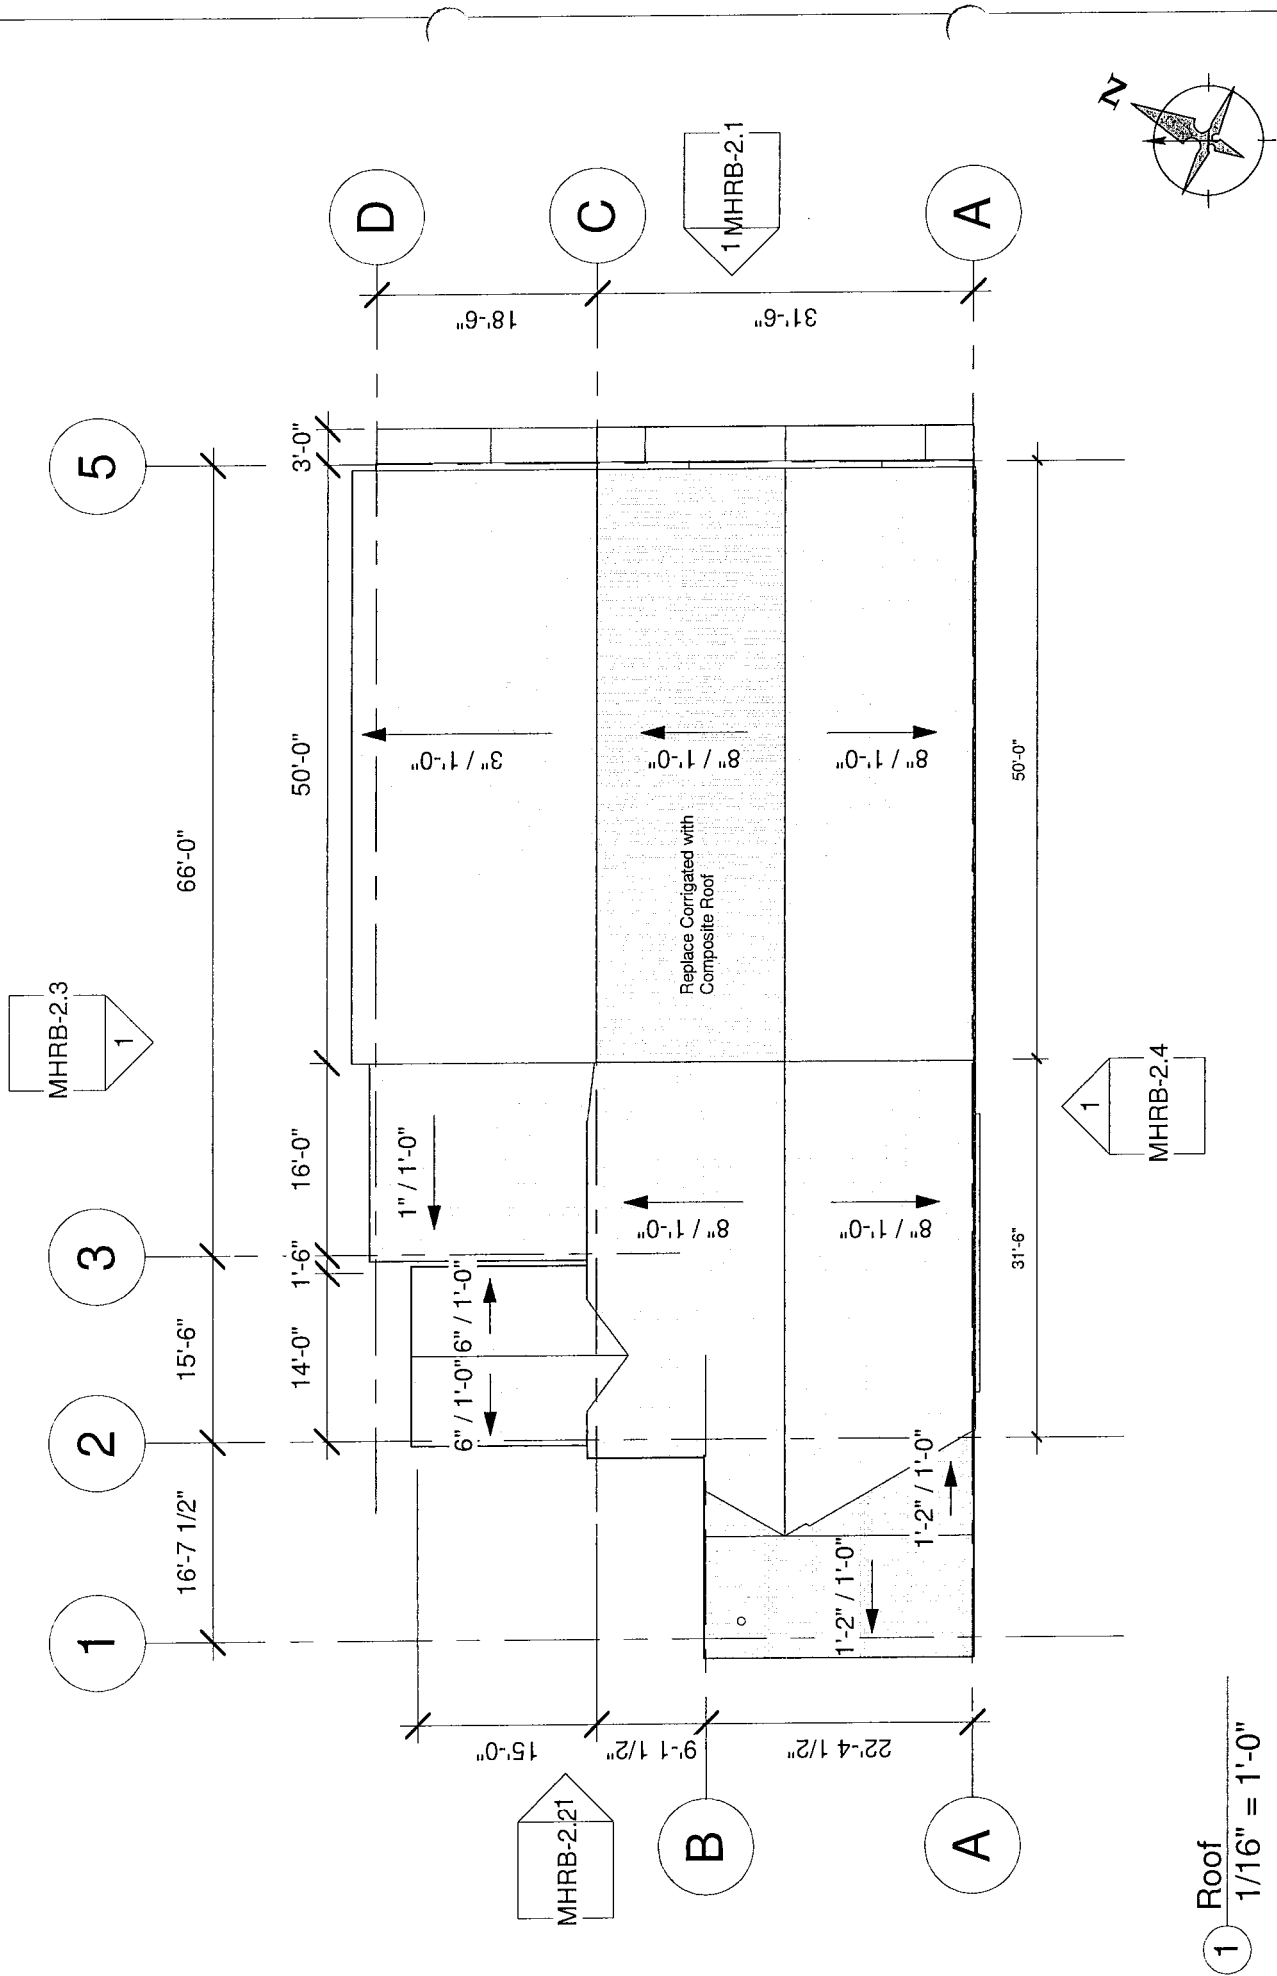 1
2
3
5
16'-7 1/2"
15'-6"
66'-0"
14'-0"
1'-6"
16'-0"
50'-0"
3'-0"
MHRB-2.3
1
D
C
A
18'-6"
31'-6"
1 MHRB-2.1
N
3" / 1'-0"
8" / 1'-0"
8" / 1'-0"
Replace Corrigated with
Composite Roof
1" / 1'-0"
6" / 1'-0"
6" / 1'-0"
8" / 1'-0"
8" / 1'-0"
1'-2" / 1'-0"
1'-2" / 1'-0"
15'-0"
9'-1 1/2"
22'-4 1/2"
MHRB-2.21
B
A
31'-6"
50'-0"
1
MHRB-2.4
1
Roof
1/16" = 1'-0"